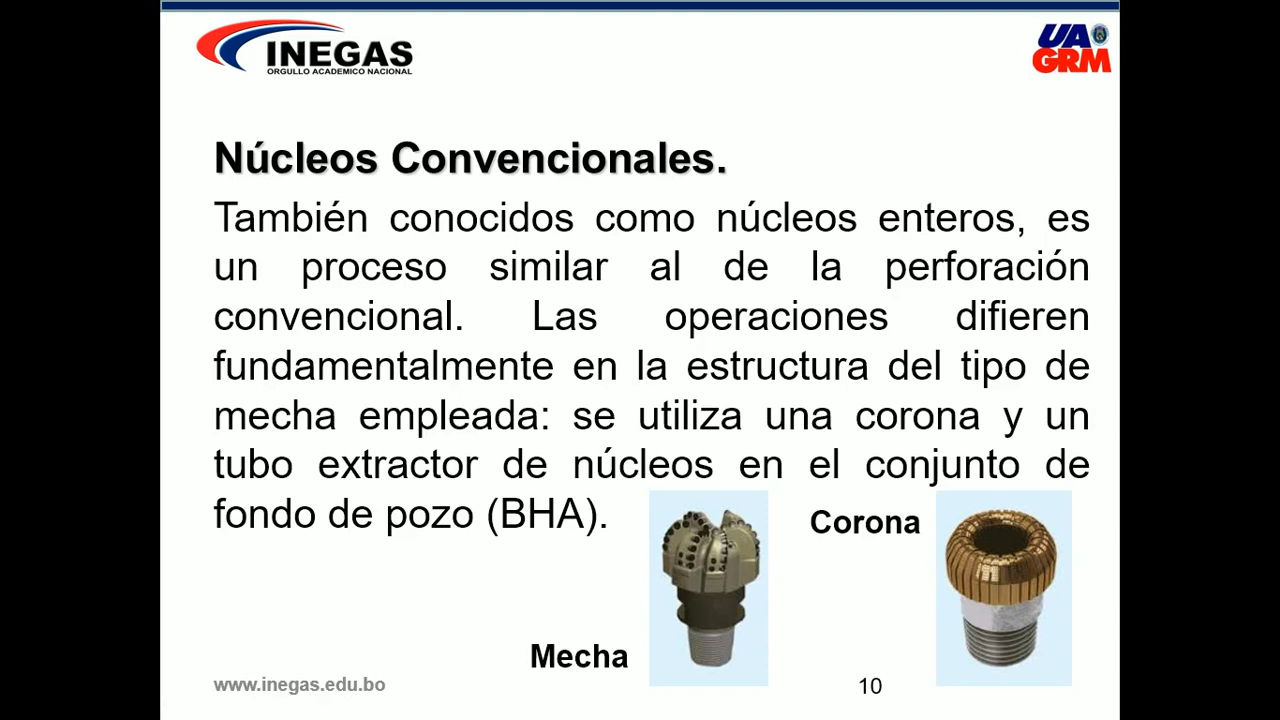 INEGAS
ORGULLO ACADEMICO NACIONAL
UA
GRM
Núcleos Convencionales.
También conocidos como núcleos enteros, es
un proceso similar al de la perforación
convencional. Las operaciones difieren
fundamentalmente en la estructura del tipo de
mecha empleada: se utiliza una corona y un
tubo extractor de núcleos en el conjunto de
fondo de pozo (BHA).
Corona
Mecha
www.inegas.edu.bo
10